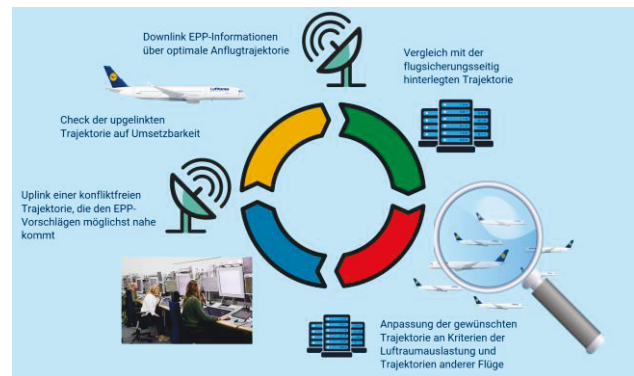 Downlink EPP-Informationen
über optimale Anflugtrajektorie
Vergleich mit der
flugsicherungsseitig
hinterlegten Trajektorie
Lufthansa
Check der upgelinkten
Trajektorie auf Umsetzbarkeit
Uplink einer konfliktfreien
Trajektorie, die den EPP-
Vorschlägen möglichst nahe
kommt
Anpassung der gewünschten
Trajektorie an Kriterien der
Luftraumauslastung und
Trajektorien anderer Flüge